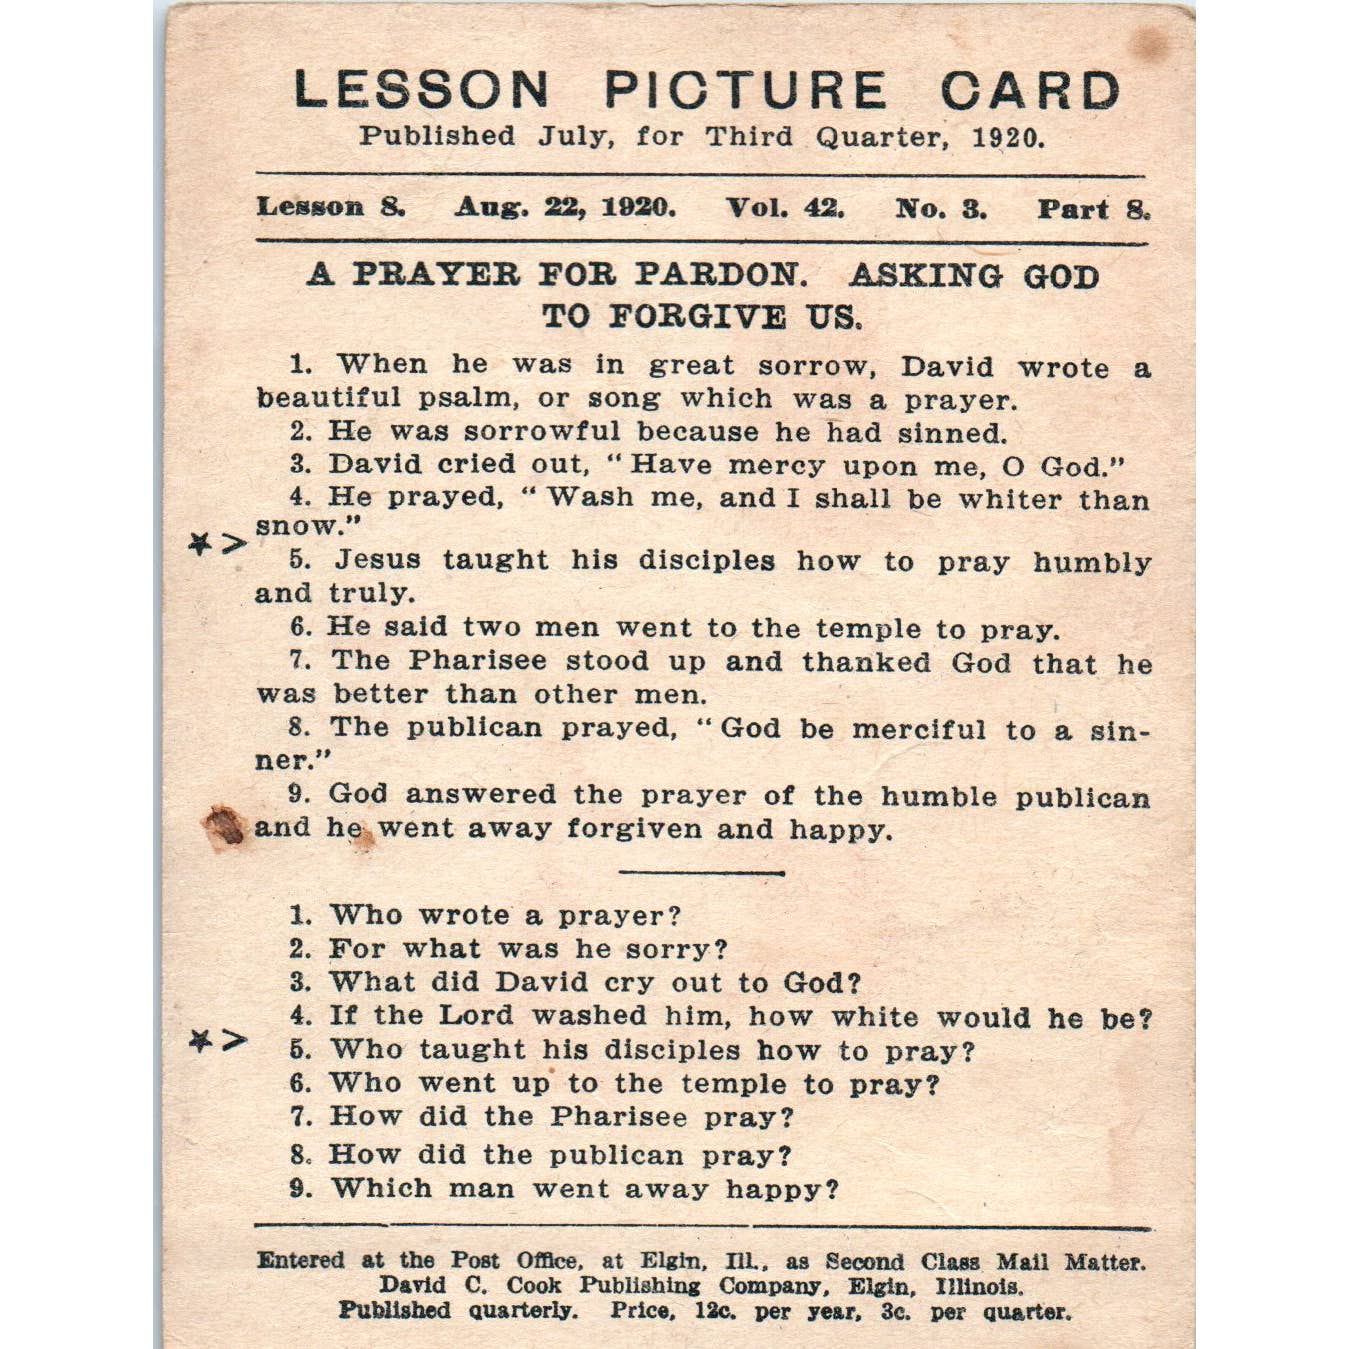 LESSON PICTURE CARD
Published July, for Third Quarter, 1920.
Lesson 8. Aug. 22, 1920. Vol. 42. No. 3. Part 8.
A PRAYER FOR PARDON. ASKING GOD
TO FORGIVE US.
1. When he was in great sorrow, David wrote a
beautiful psalm, or song which was a prayer.
2. He was sorrowful because he had sinned.
3. David cried out, "Have mercy upon me, O God."
4. He prayed, "Wash me, and I shall be whiter than
snow."
★>
5. Jesus taught his disciples how to pray humbly
and truly.
6. He said two men went to the temple to pray.
7. The Pharisee stood up and thanked God that he
was better than other men.
8. The publican prayed, "God be merciful to a sin-
ner."
9. God answered the prayer of the humble publican
and he went away forgiven and happy.
1. Who wrote a prayer?
2. For what was he sorry?
3. What did David cry out to God?
4. If the Lord washed him, how white would he be?
★>
5. Who taught his disciples how to pray?
6. Who went up to the temple to pray?
7. How did the Pharisee pray?
8. How did the publican pray?
9. Which man went away happy?
Entered at the Post Office, at Elgin, Ill., as Second Class Mail Matter.
David C. Cook Publishing Company, Elgin, Illinois.
Published quarterly. Price, 12c. per year, 3c. per quarter.